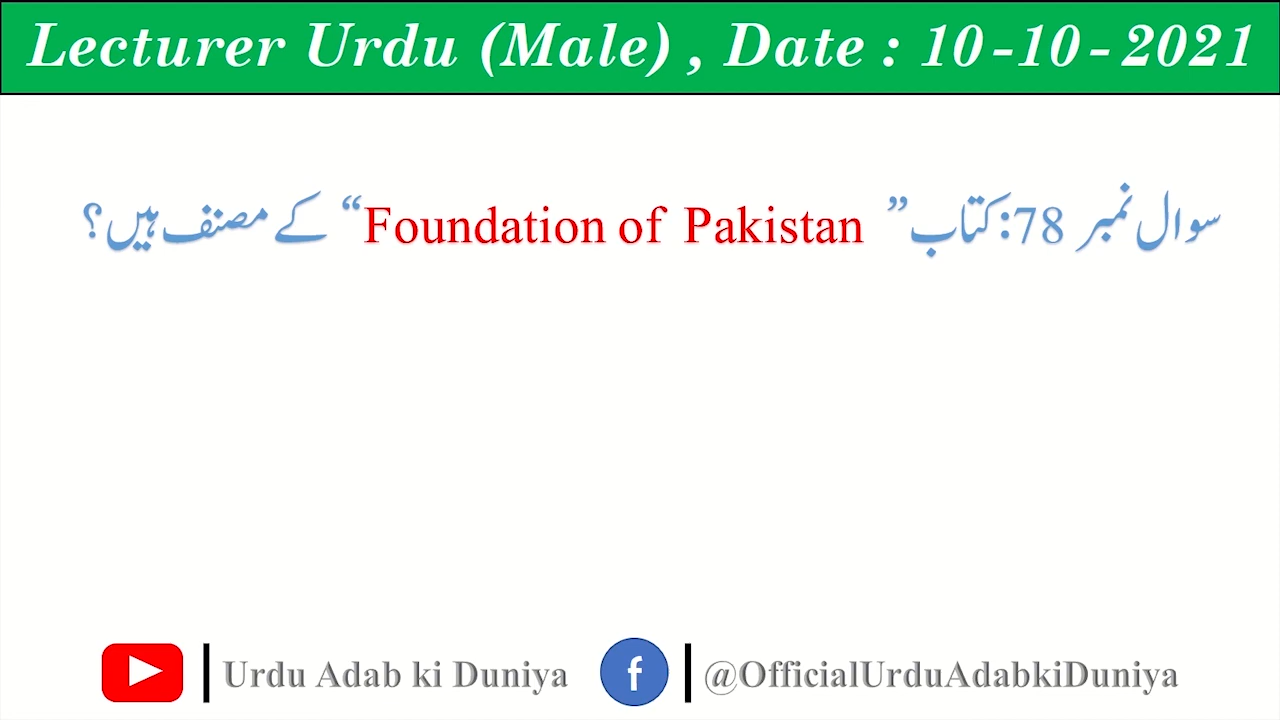 Lecturer Urdu (Male) , Date : 10-10-2021
سوال نمبر 78: کتاب ” Foundation of Pakistan “ کے مصنف ہیں؟
Urdu Adab ki Duniya
@OfficialUrduAdabkiDuniya